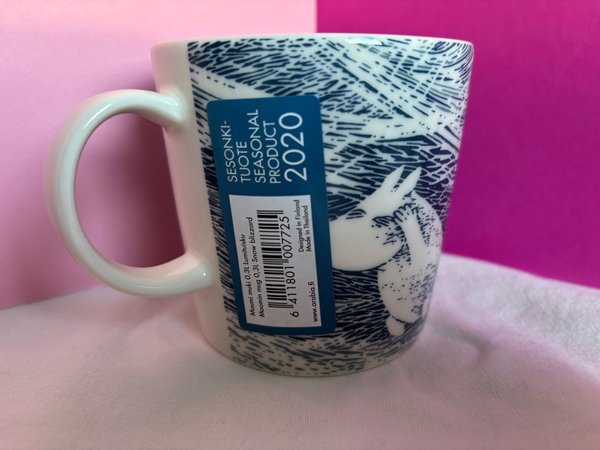 SESONKI-
TUOTE
SEASONAL
PRODUCT
2020
Muumi muki 0,3L Lumituisku
Moomin mug 0,3L Snow blizzard
6 411801 007725
Designed in Finland
Made in Thailand
www.arabia.fi